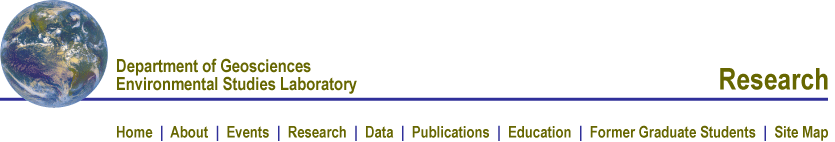 Department of Geosciences
Environmental Studies Laboratory
Research
Home | About | Events | Research | Data | Publications | Education | Former Graduate Students | Site Map